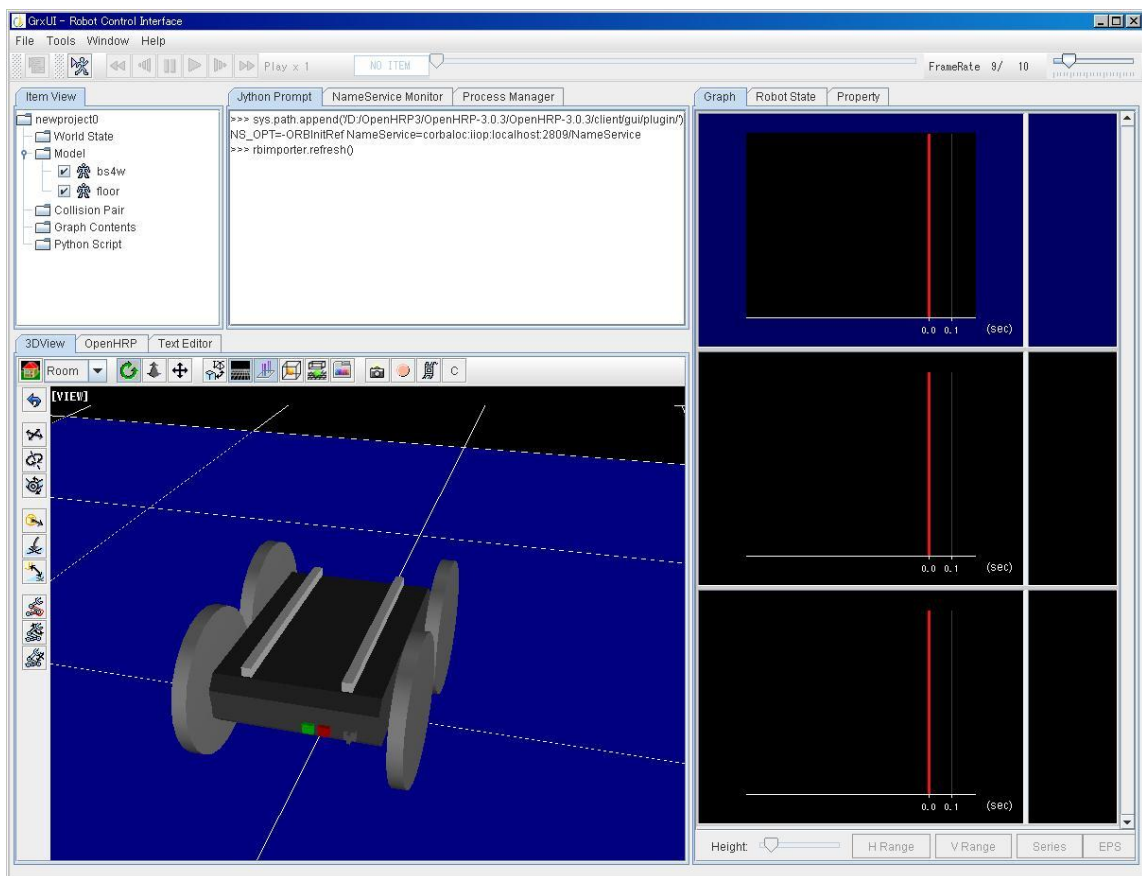 GrxUI - Robot Control Interface
File Tools Window Help
Play x 1 NO ITEM FrameRate 9/ 10
Item View
newproject0
World State
Model
bs4w
floor
Collision Pair
Graph Contents
Python Script
Jython Prompt NameService Monitor Process Manager
>>> sys.path.append('D:/OpenHRP3/OpenHRP-3.0.3/OpenHRP-3.0.3/client/gui/plugin/')
NS_OPT=-ORBInitRef NameService=corbaloc:iiop:localhost:2809/NameService
>>> rbimporter.refresh()
Graph Robot State Property
0.0 0.1 (sec)
0.0 0.1 (sec)
0.0 0.1 (sec)
Height: H Range V Range Series EPS
3DView OpenHRP Text Editor
Room C
[VIEW]